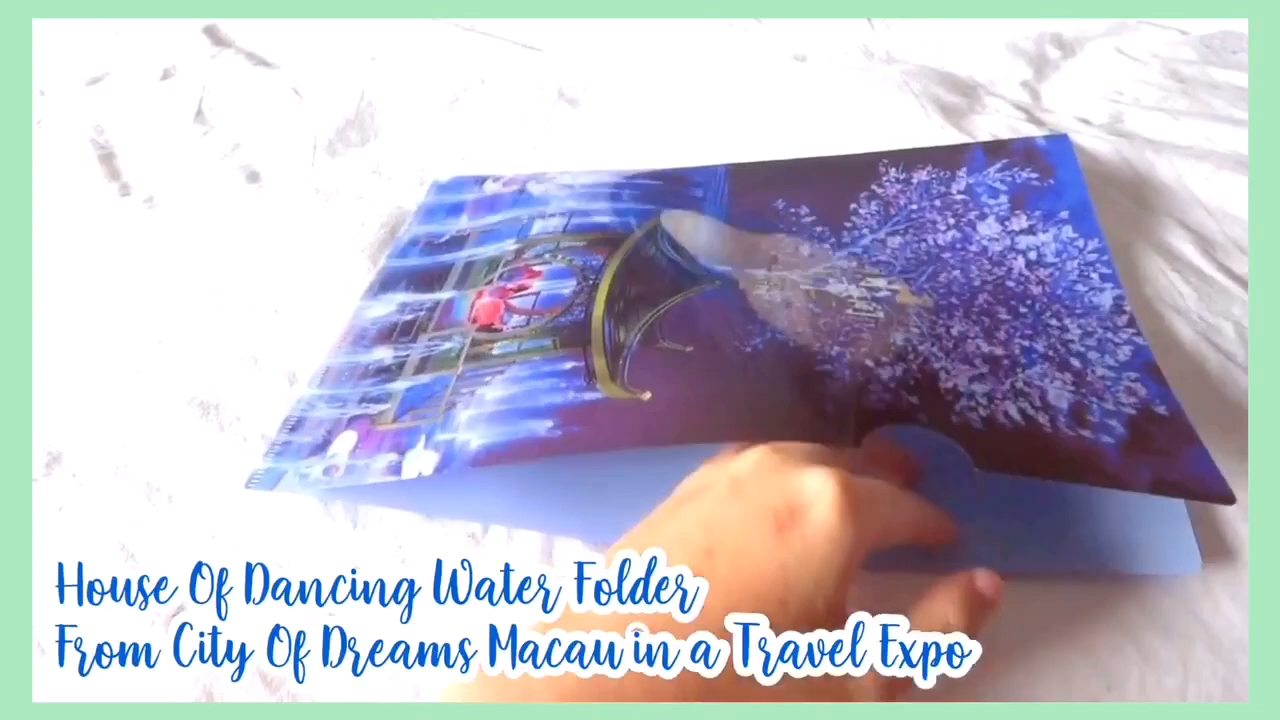 House Of Dancing Water Folder
From City Of Dreams Macau in a Travel Expo